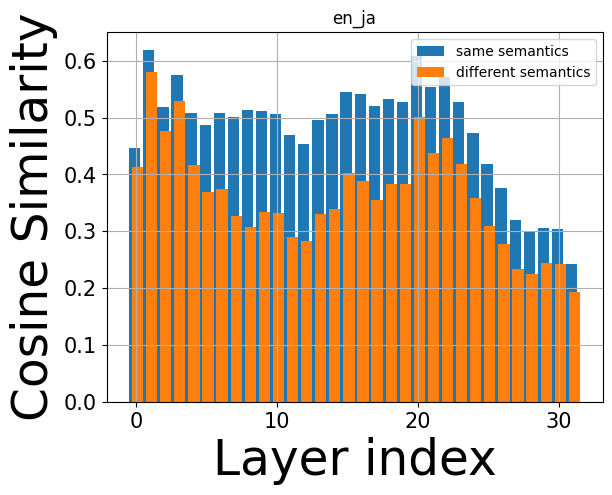 en_ja
same semantics
different semantics
Cosine Similarity
0.6
0.5
0.4
0.3
0.2
0.1
0.0
0 10 20 30
Layer index